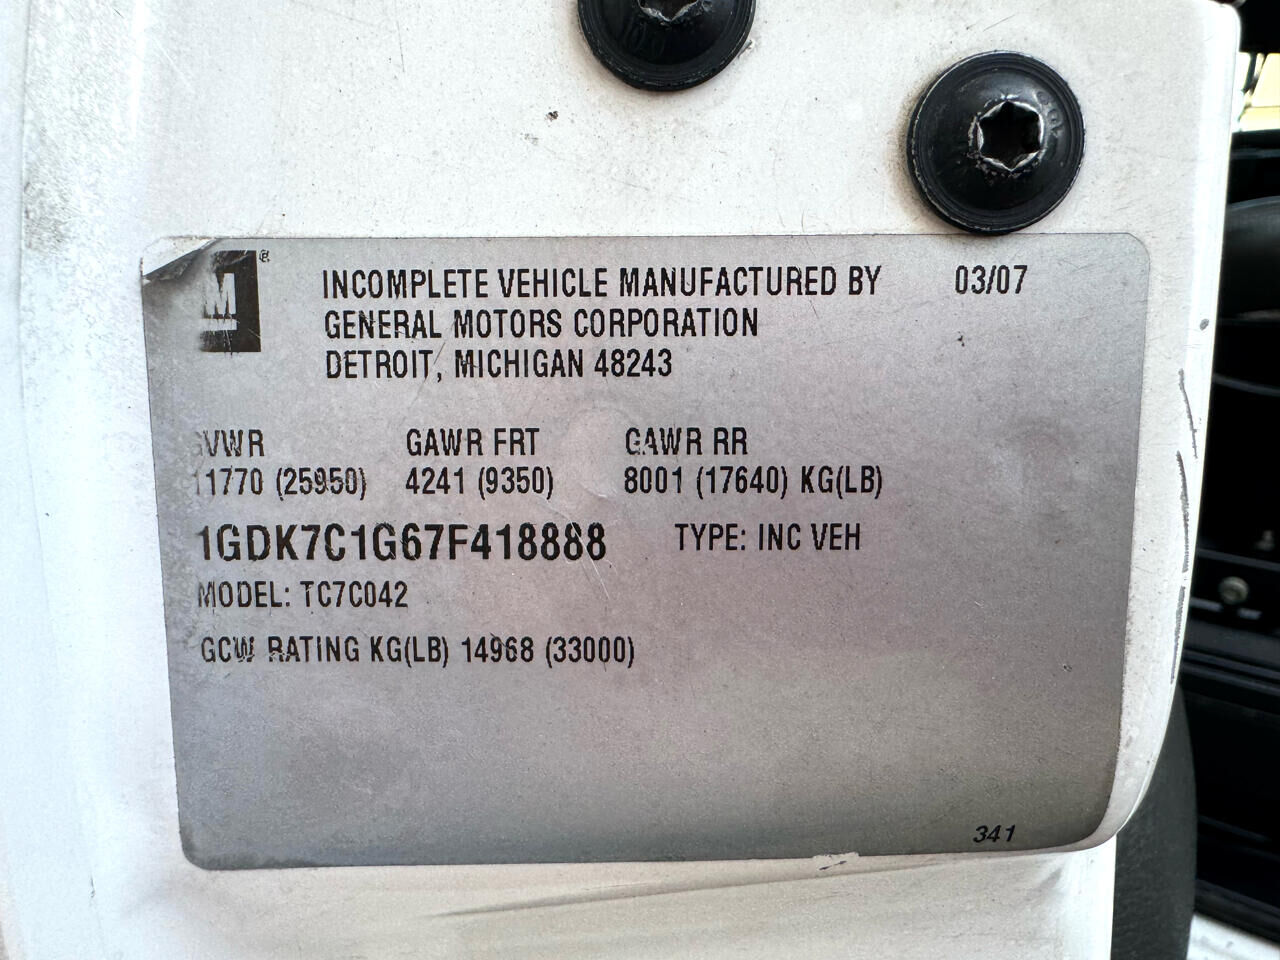 M ®
INCOMPLETE VEHICLE MANUFACTURED BY 03/07
GENERAL MOTORS CORPORATION
DETROIT, MICHIGAN 48243
GVWR GAWR FRT GAWR RR
11770 (25950) 4241 (9350) 8001 (17640) KG(LB)
1GDK7C1G67F418888 TYPE: INC VEH
MODEL: TC7C042
GCW RATING KG(LB) 14968 (33000)
341